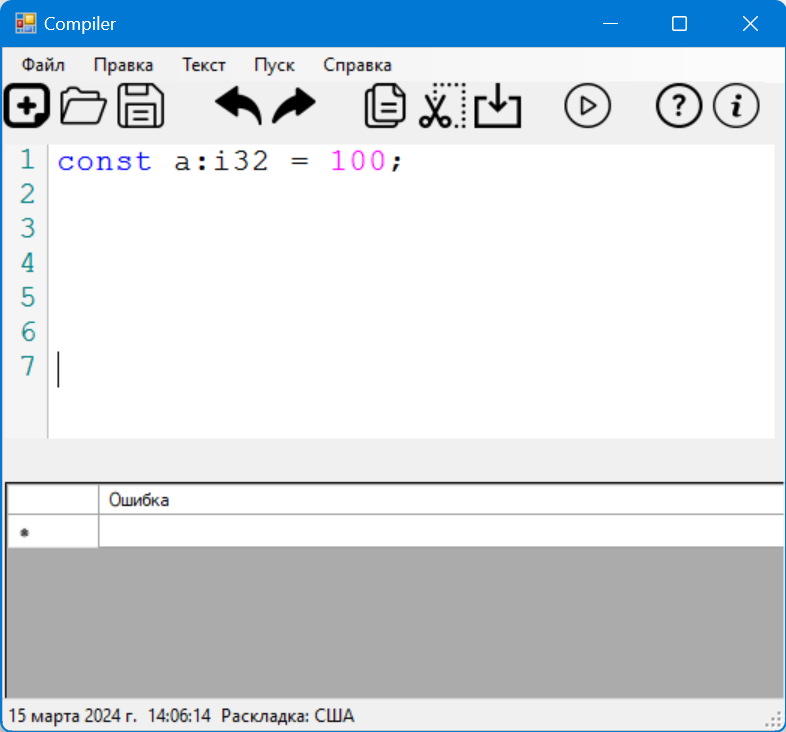 Compiler
Файл Правка Текст Пуск Справка
1 const a:i32 = 100;
2
3
4
5
6
7
Ошибка
15 марта 2024 г. 14:06:14 Раскладка: США